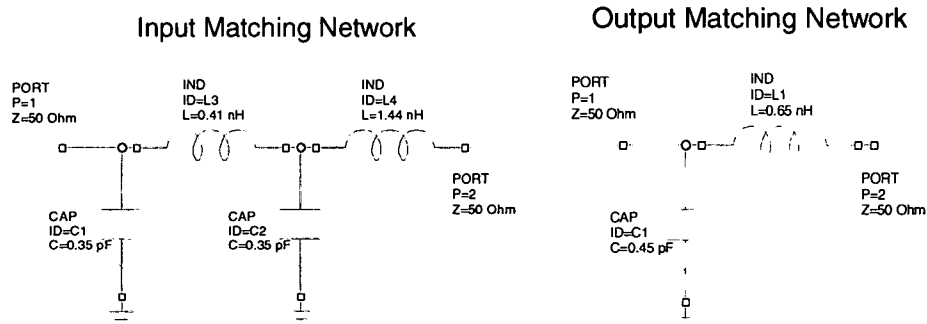 Input Matching Network
PORT
P=1
Z=50 Ohm
IND
ID=L3
L=0.41 nH
IND
ID=L4
L=1.44 nH
PORT
P=2
Z=50 Ohm
CAP
ID=C1
C=0.35 pF
CAP
ID=C2
C=0.35 pF
Output Matching Network
PORT
P=1
Z=50 Ohm
IND
ID=L1
L=0.65 nH
PORT
P=2
Z=50 Ohm
CAP
ID=C1
C=0.45 pF